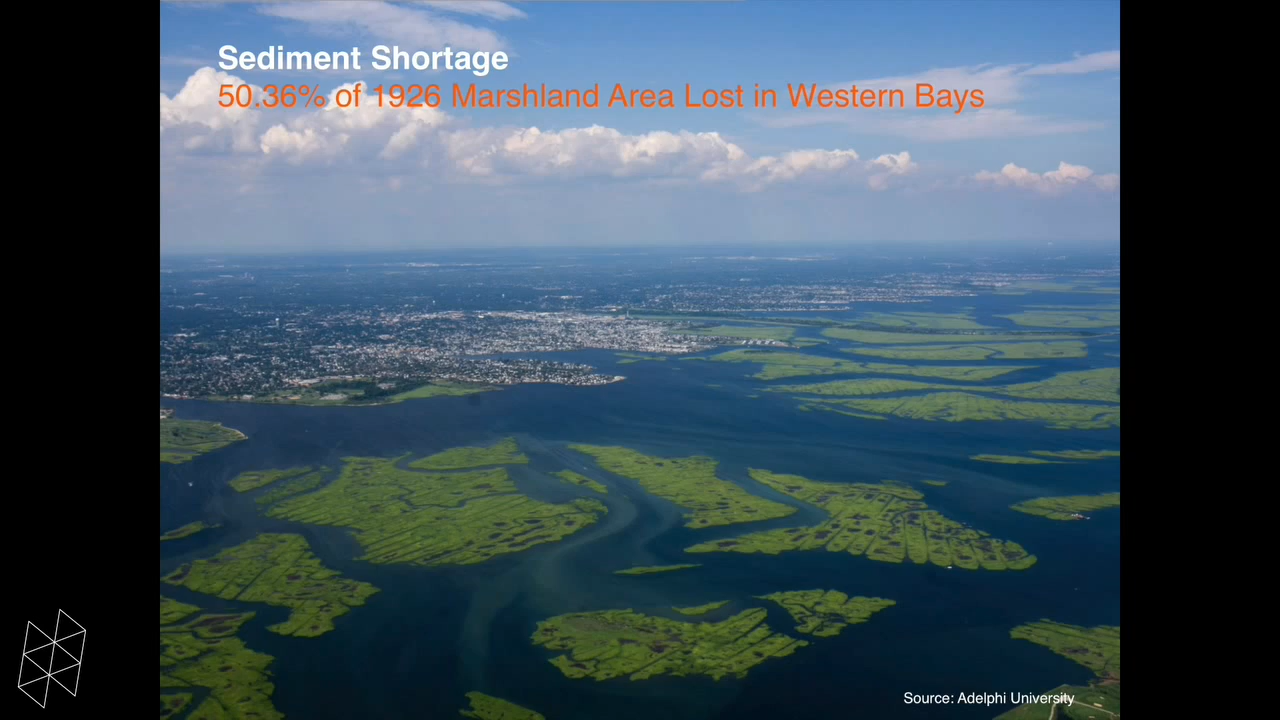 Sediment Shortage
50.36% of 1926 Marshland Area Lost in Western Bays
Source: Adelphi University